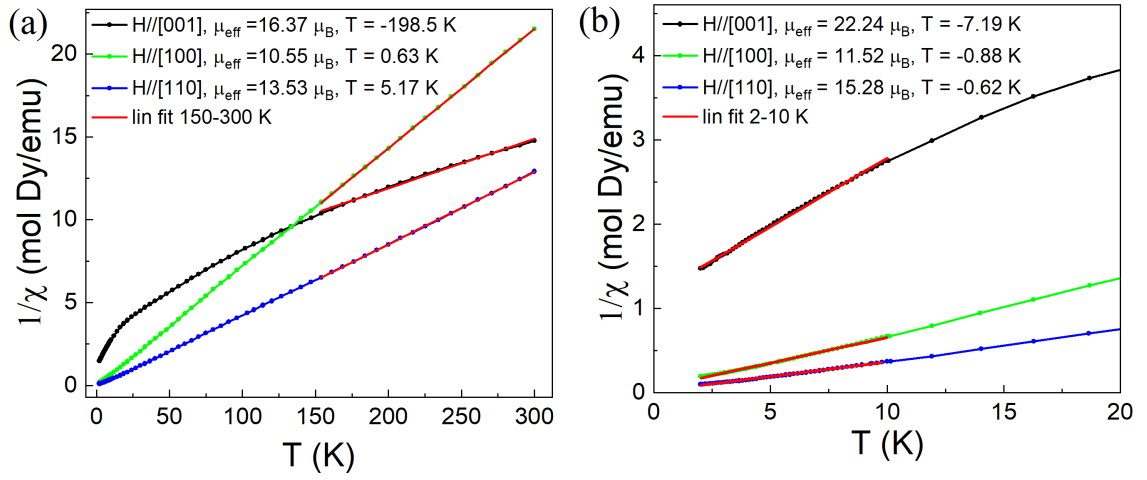 (a)
H//[001], μeff = 16.37 μB, T = -198.5 K
H//[100], μeff = 10.55 μB, T = 0.63 K
H//[110], μeff = 13.53 μB, T = 5.17 K
lin fit 150-300 K
1/χ (mol Dy/emu)
20
15
10
5
0
0 50 100 150 200 250 300
T (K)
(b)
H//[001], μeff = 22.24 μB, T = -7.19 K
H//[100], μeff = 11.52 μB, T = -0.88 K
H//[110], μeff = 15.28 μB, T = -0.62 K
lin fit 2-10 K
1/χ (mol Dy/emu)
4
3
2
1
0
0 5 10 15 20
T (K)